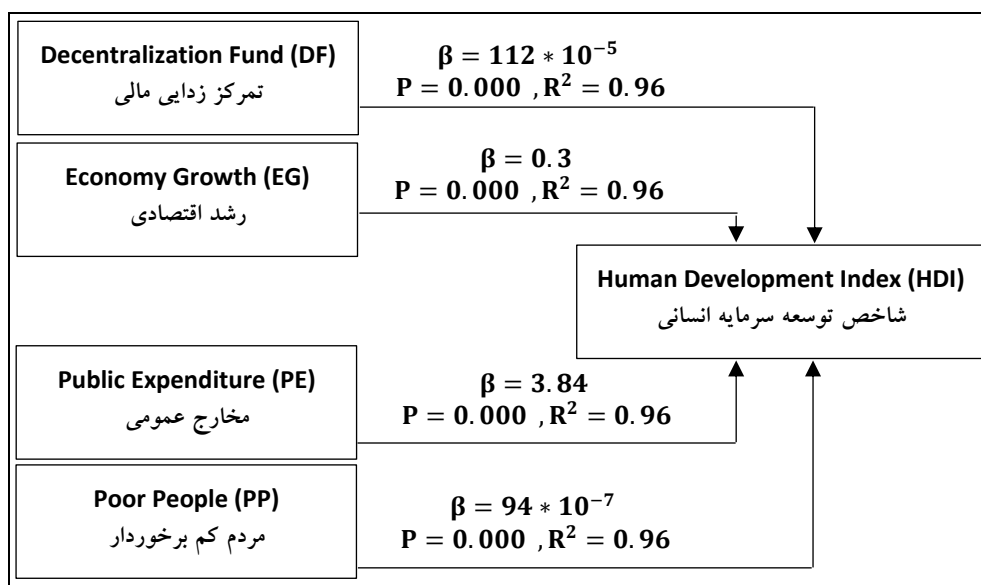 Decentralization Fund (DF)
تمرکز زدایی مالی
β = 112 * 10⁻⁵
P = 0.000 , R² = 0.96
Economy Growth (EG)
رشد اقتصادی
β = 0.3
P = 0.000 , R² = 0.96
Human Development Index (HDI)
شاخص توسعه سرمایه انسانی
Public Expenditure (PE)
مخارج عمومی
β = 3.84
P = 0.000 , R² = 0.96
Poor People (PP)
مردم کم برخوردار
β = 94 * 10⁻⁷
P = 0.000 , R² = 0.96